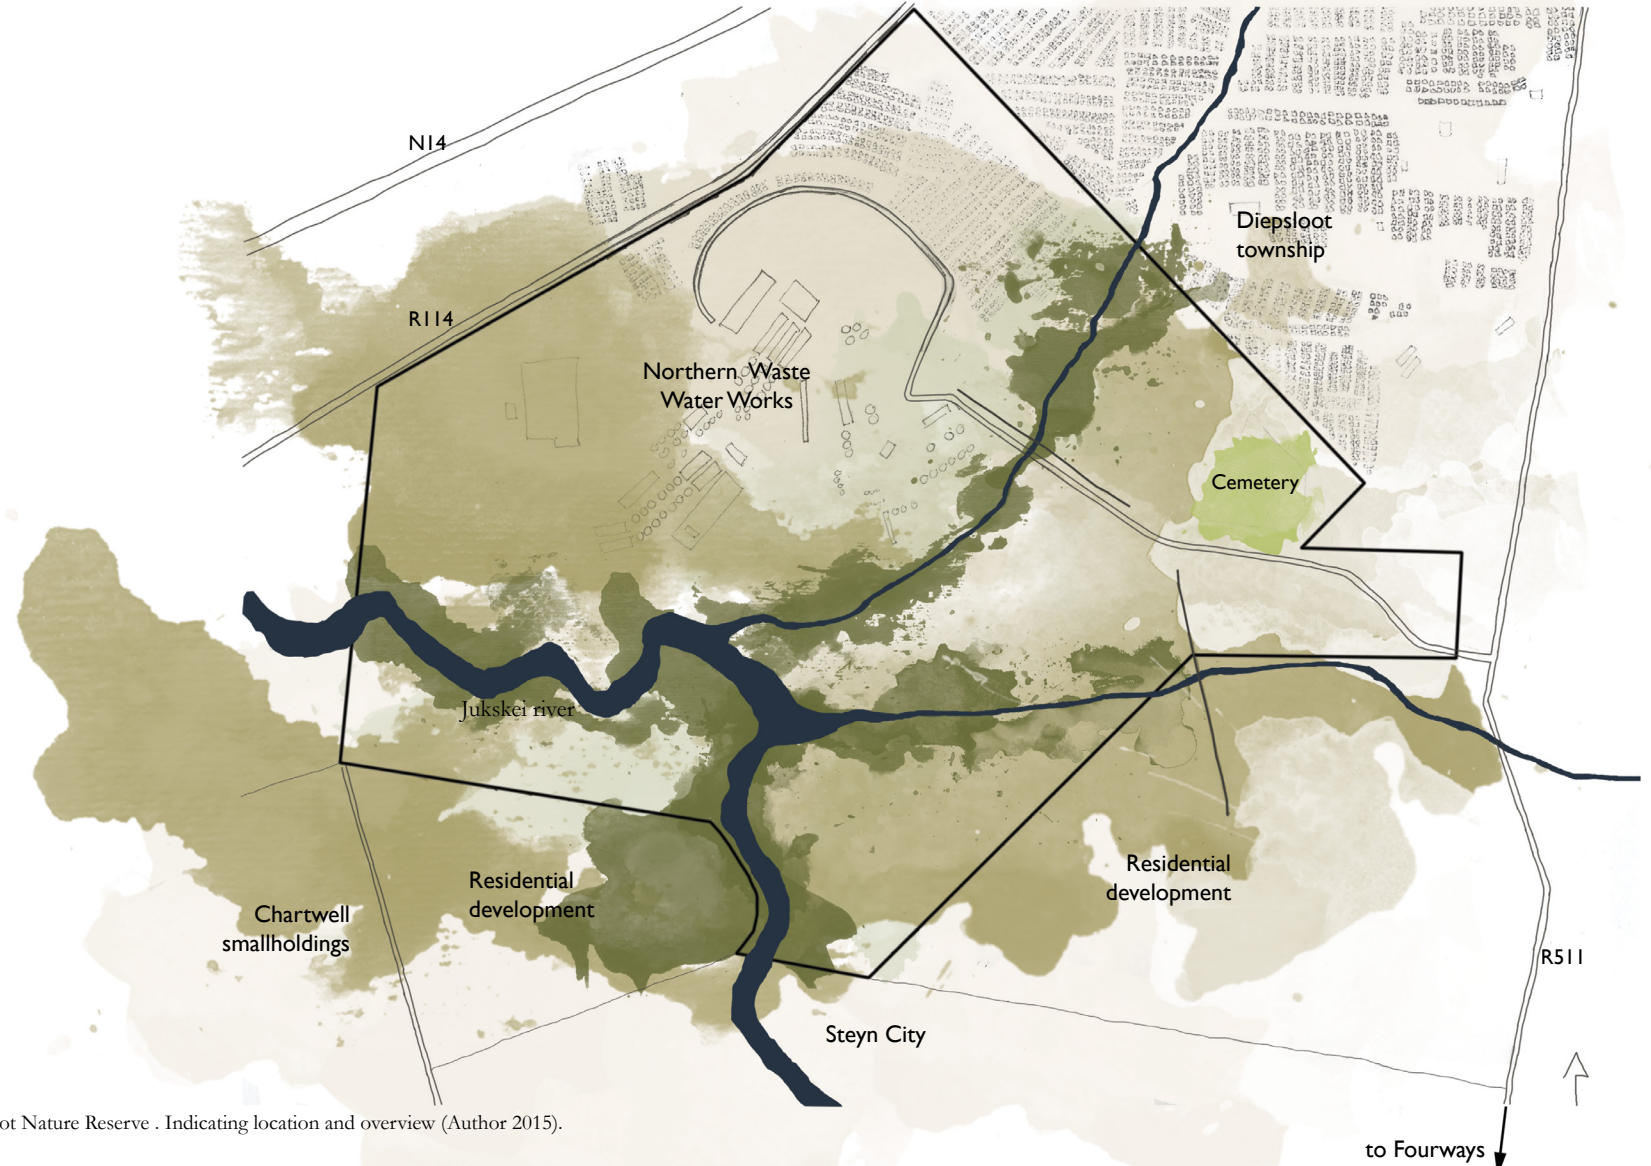 N14
Diepsloot
township
R114
Northern Waste
Water Works
Cemetery
Jukskei river
Residential
development
Residential
development
Chartwell
smallholdings
R511
Steyn City
ot Nature Reserve . Indicating location and overview (Author 2015).
to Fourways